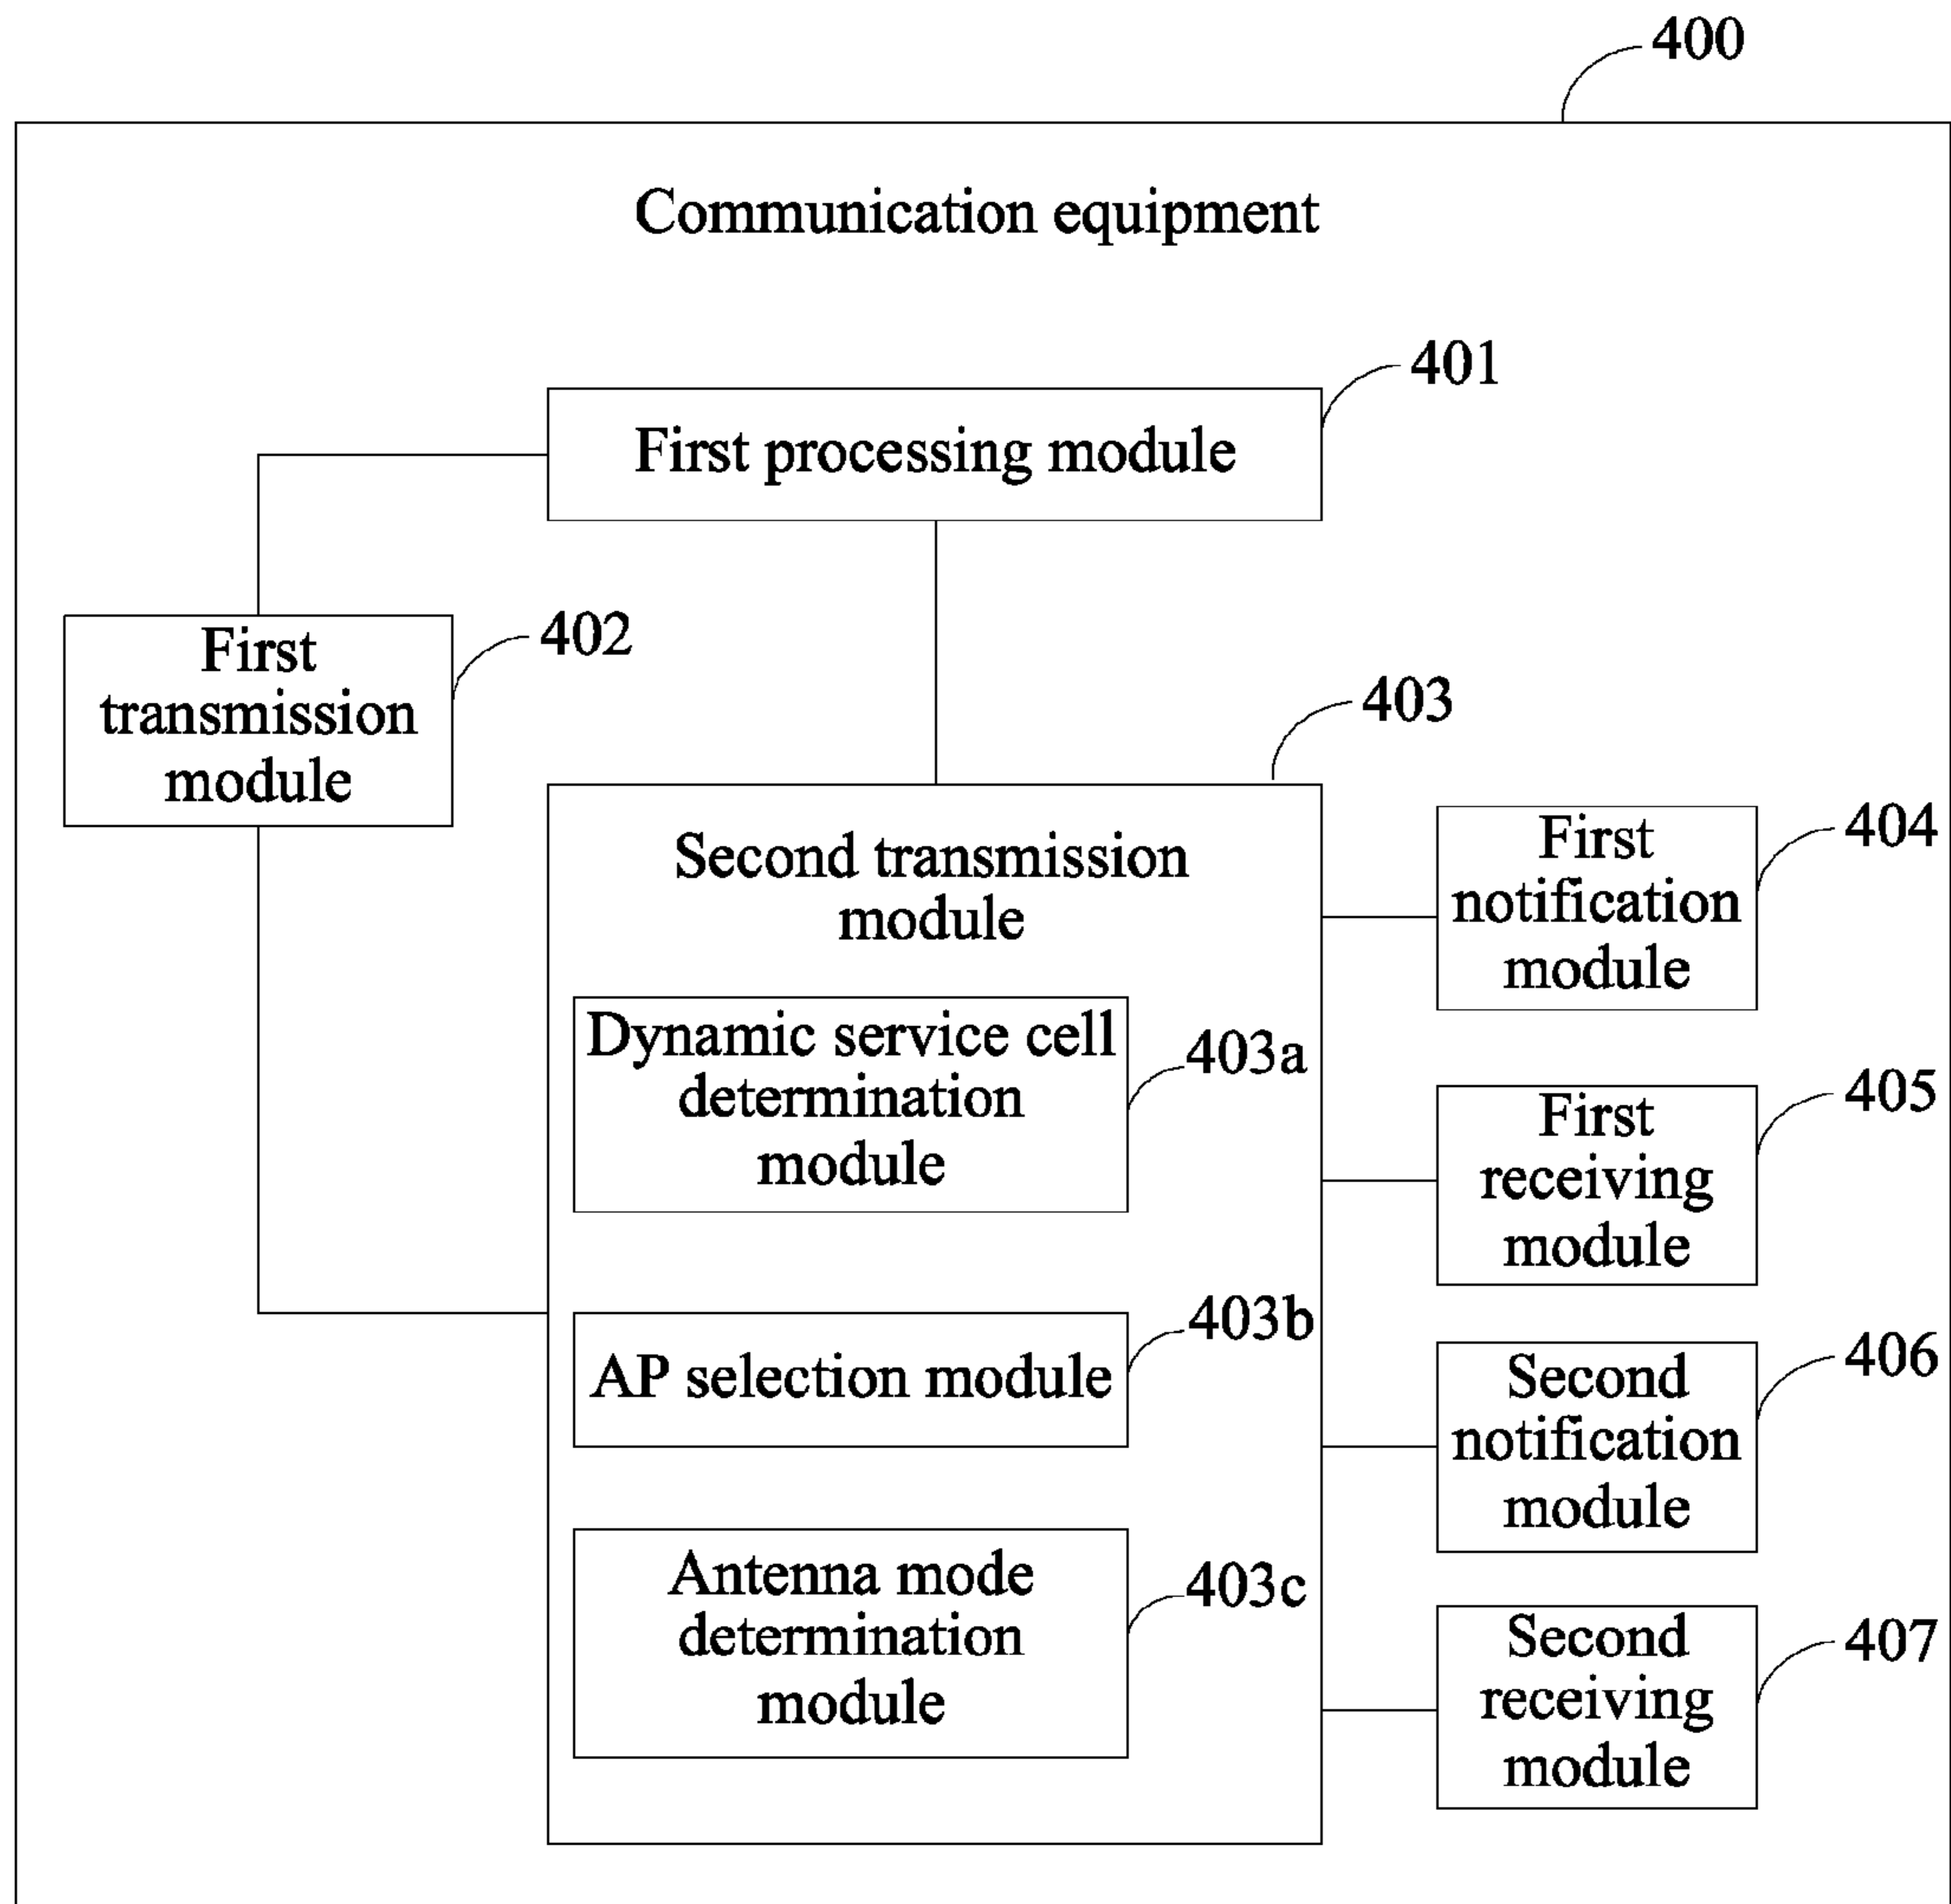 400
Communication equipment
401
First processing module
First
transmission
module
402
403
Second transmission
module
First
notification
module
404
Dynamic service cell
determination
module
403a
First
receiving
module
405
AP selection module
403b
Second
notification
module
406
Antenna mode
determination
module
403c
Second
receiving
module
407